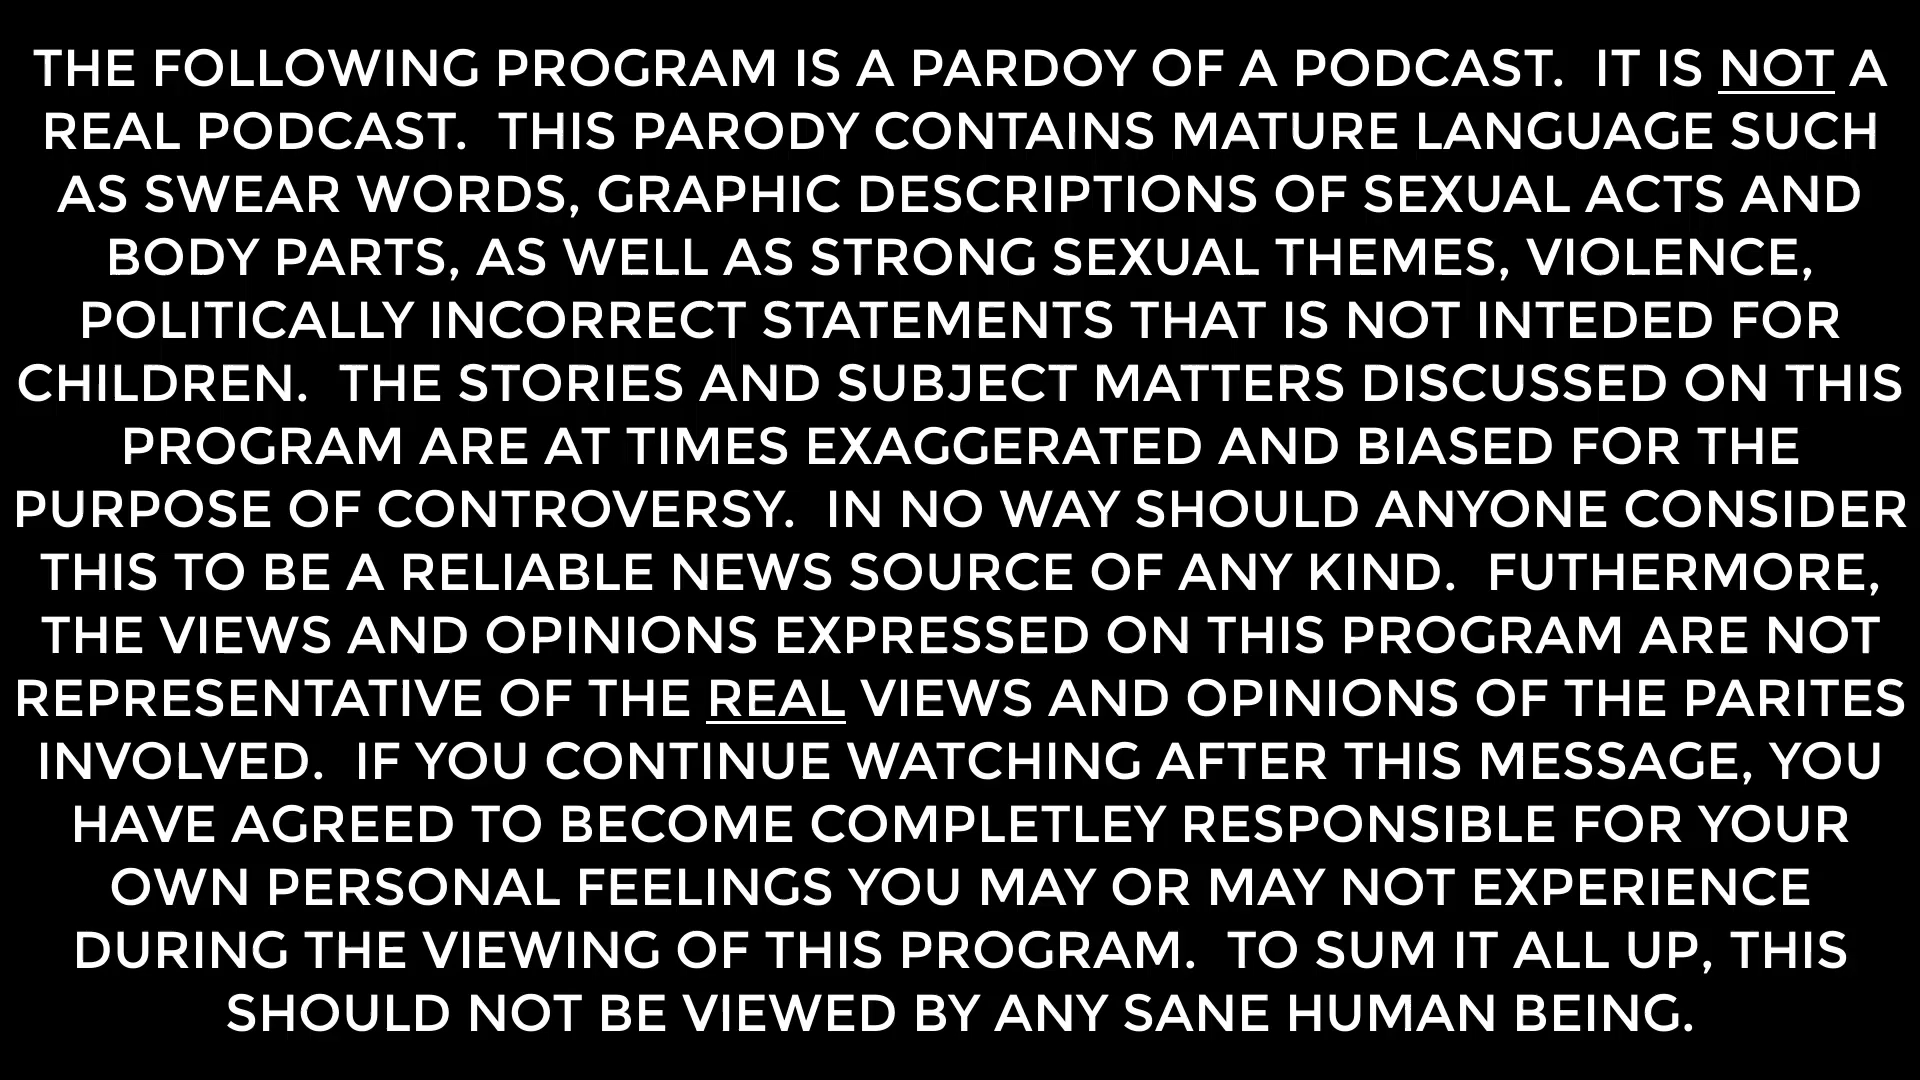 THE FOLLOWING PROGRAM IS A PARDOY OF A PODCAST.  IT IS NOT A
REAL PODCAST.  THIS PARODY CONTAINS MATURE LANGUAGE SUCH
AS SWEAR WORDS, GRAPHIC DESCRIPTIONS OF SEXUAL ACTS AND
BODY PARTS, AS WELL AS STRONG SEXUAL THEMES, VIOLENCE,
POLITICALLY INCORRECT STATEMENTS THAT IS NOT INTEDED FOR
CHILDREN.  THE STORIES AND SUBJECT MATTERS DISCUSSED ON THIS
PROGRAM ARE AT TIMES EXAGGERATED AND BIASED FOR THE
PURPOSE OF CONTROVERSY.  IN NO WAY SHOULD ANYONE CONSIDER
THIS TO BE A RELIABLE NEWS SOURCE OF ANY KIND.  FUTHERMORE,
THE VIEWS AND OPINIONS EXPRESSED ON THIS PROGRAM ARE NOT
REPRESENTATIVE OF THE REAL VIEWS AND OPINIONS OF THE PARITES
INVOLVED.  IF YOU CONTINUE WATCHING AFTER THIS MESSAGE, YOU
HAVE AGREED TO BECOME COMPLETLEY RESPONSIBLE FOR YOUR
OWN PERSONAL FEELINGS YOU MAY OR MAY NOT EXPERIENCE
DURING THE VIEWING OF THIS PROGRAM.  TO SUM IT ALL UP, THIS
SHOULD NOT BE VIEWED BY ANY SANE HUMAN BEING.